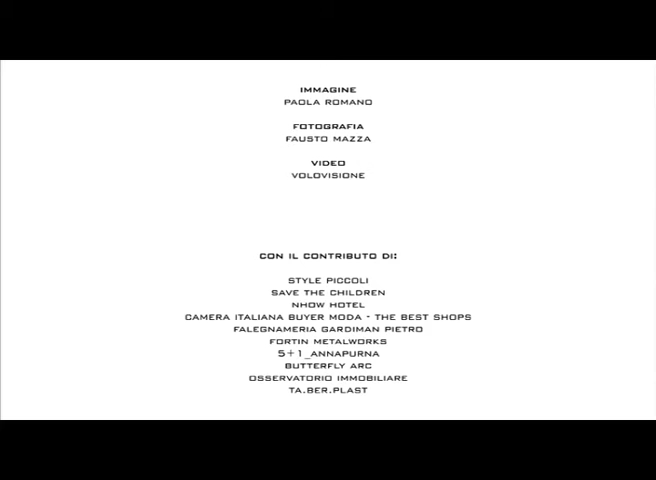 IMMAGINE
PAOLA ROMANO
FOTOGRAFIA
FAUSTO MAZZA
VIDEO
VOLOVISIONE
CON IL CONTRIBUTO DI:
STYLE PICCOLI
SAVE THE CHILDREN
NHOW HOTEL
CAMERA ITALIANA BUYER MODA - THE BEST SHOPS
FALEGNAMERIA GARDIMAN PIETRO
FORTIN METALWORKS
5+1_ANNAPURNA
BUTTERFLY ARC
OSSERVATORIO IMMOBILIARE
TA.BER.PLAST